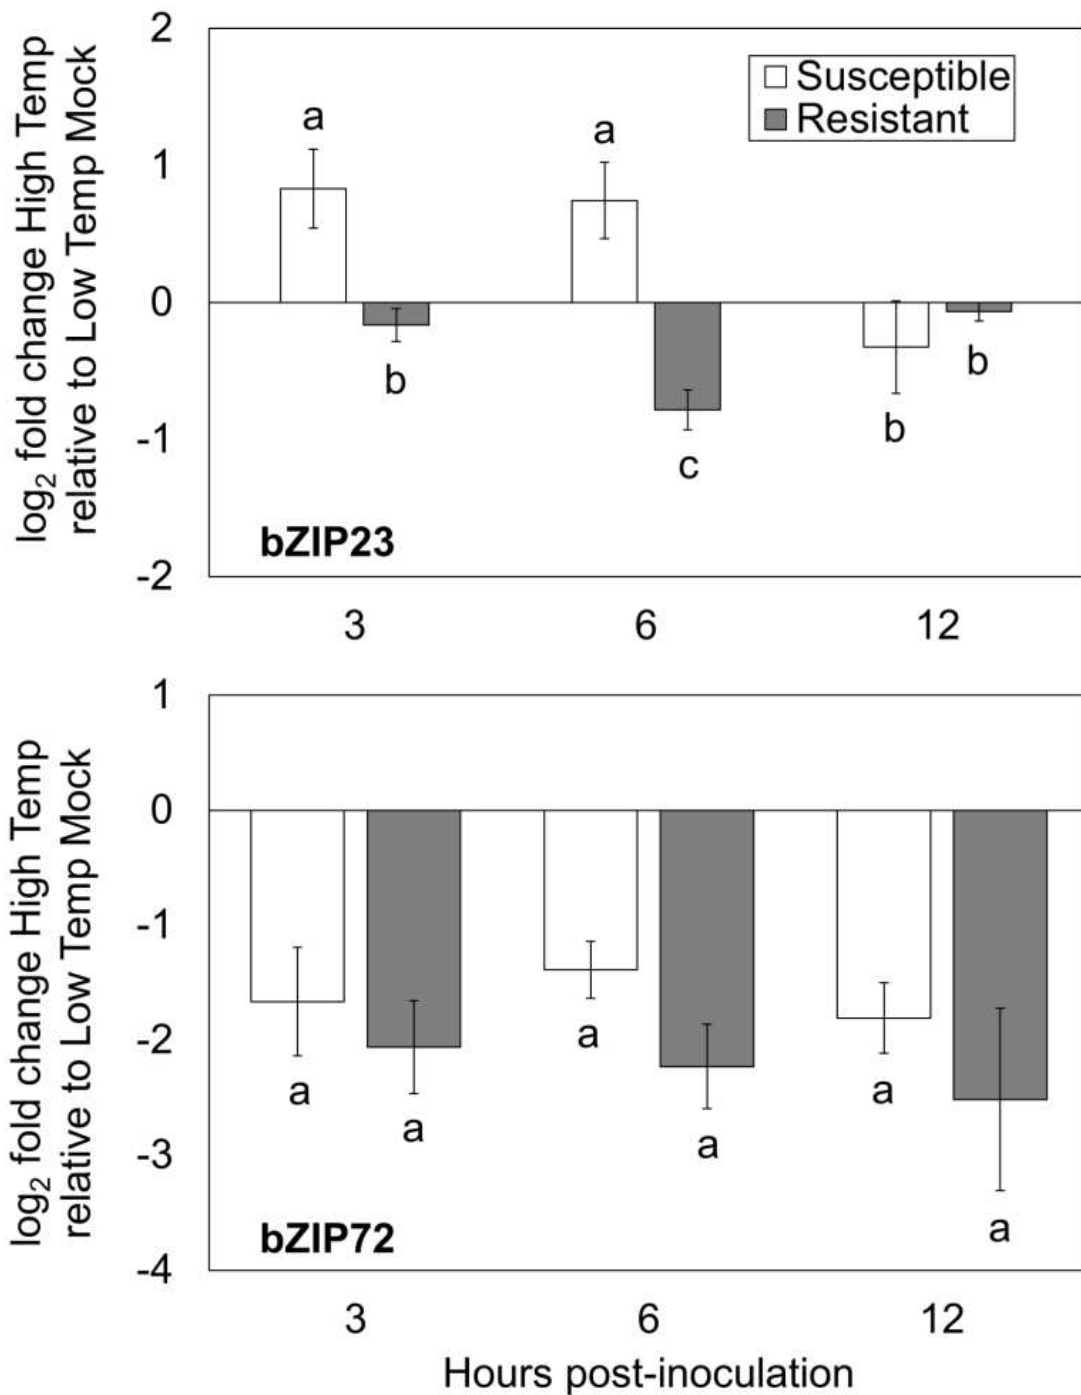 log₂ fold change High Temp
relative to Low Temp Mock
2
1
0
-1
-2
Susceptible
Resistant
a
b
a
c
b
b
bZIP23
3
6
12
log₂ fold change High Temp
relative to Low Temp Mock
1
0
-1
-2
-3
-4
a
a
a
a
a
a
bZIP72
3
6
12
Hours post-inoculation